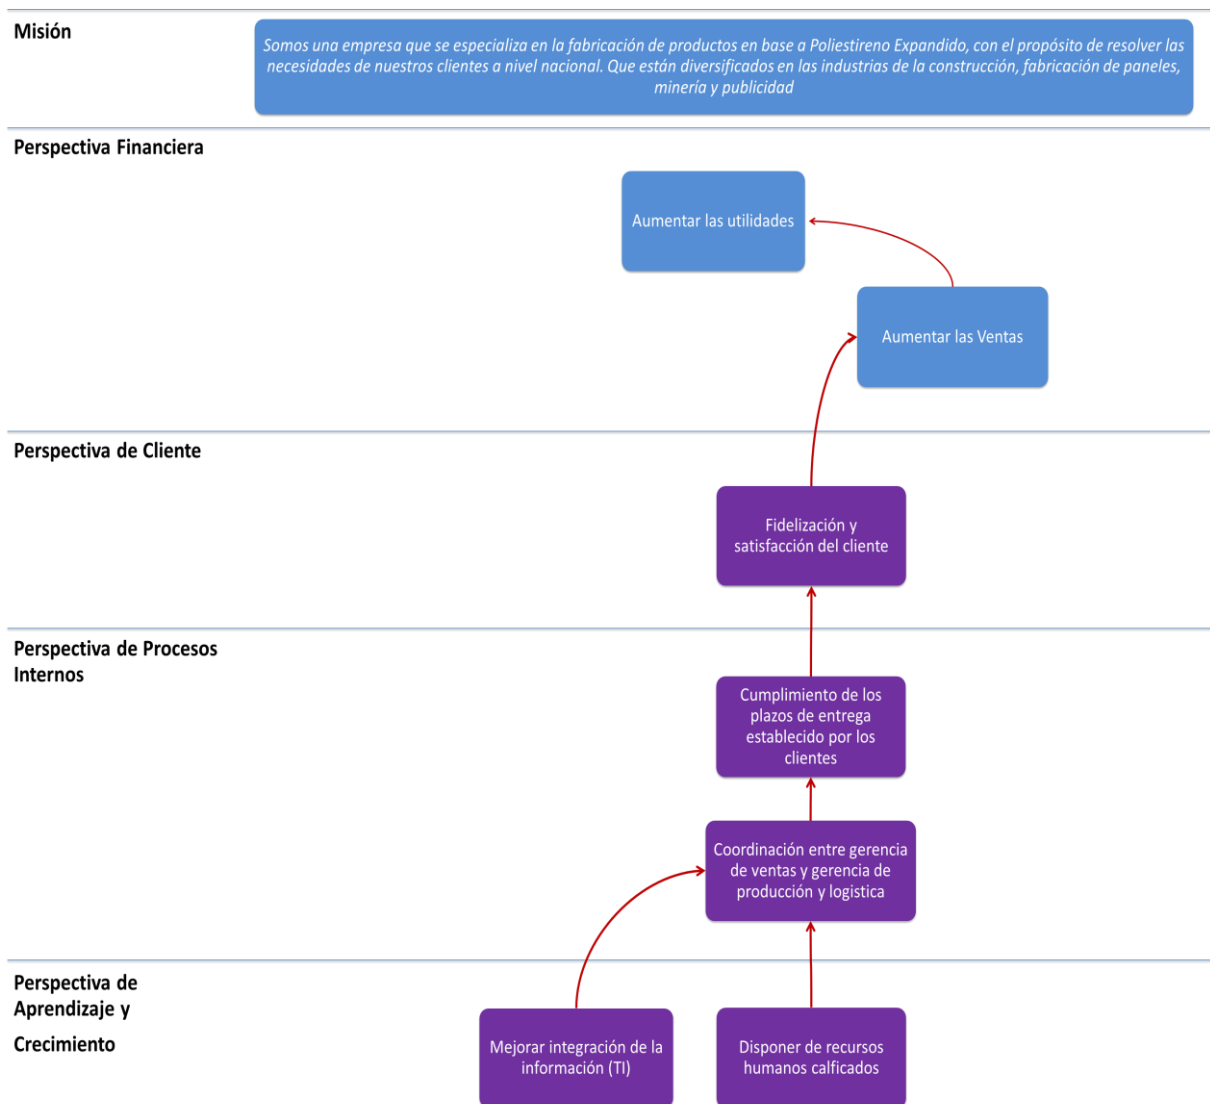 Misión
Somos una empresa que se especializa en la fabricación de productos en base a Poliestireno Expandido, con el propósito de resolver las
necesidades de nuestros clientes a nivel nacional. Que están diversificados en las industrias de la construcción, fabricación de paneles,
minería y publicidad
Perspectiva Financiera
Aumentar las utilidades
Aumentar las Ventas
Perspectiva de Cliente
Fidelización y
satisfacción del cliente
Perspectiva de Procesos
Internos
Cumplimiento de los
plazos de entrega
establecido por los
clientes
Coordinación entre gerencia
de ventas y gerencia de
producción y logistica
Perspectiva de
Aprendizaje y
Crecimiento
Mejorar integración de la
información (TI)
Disponer de recursos
humanos calficados